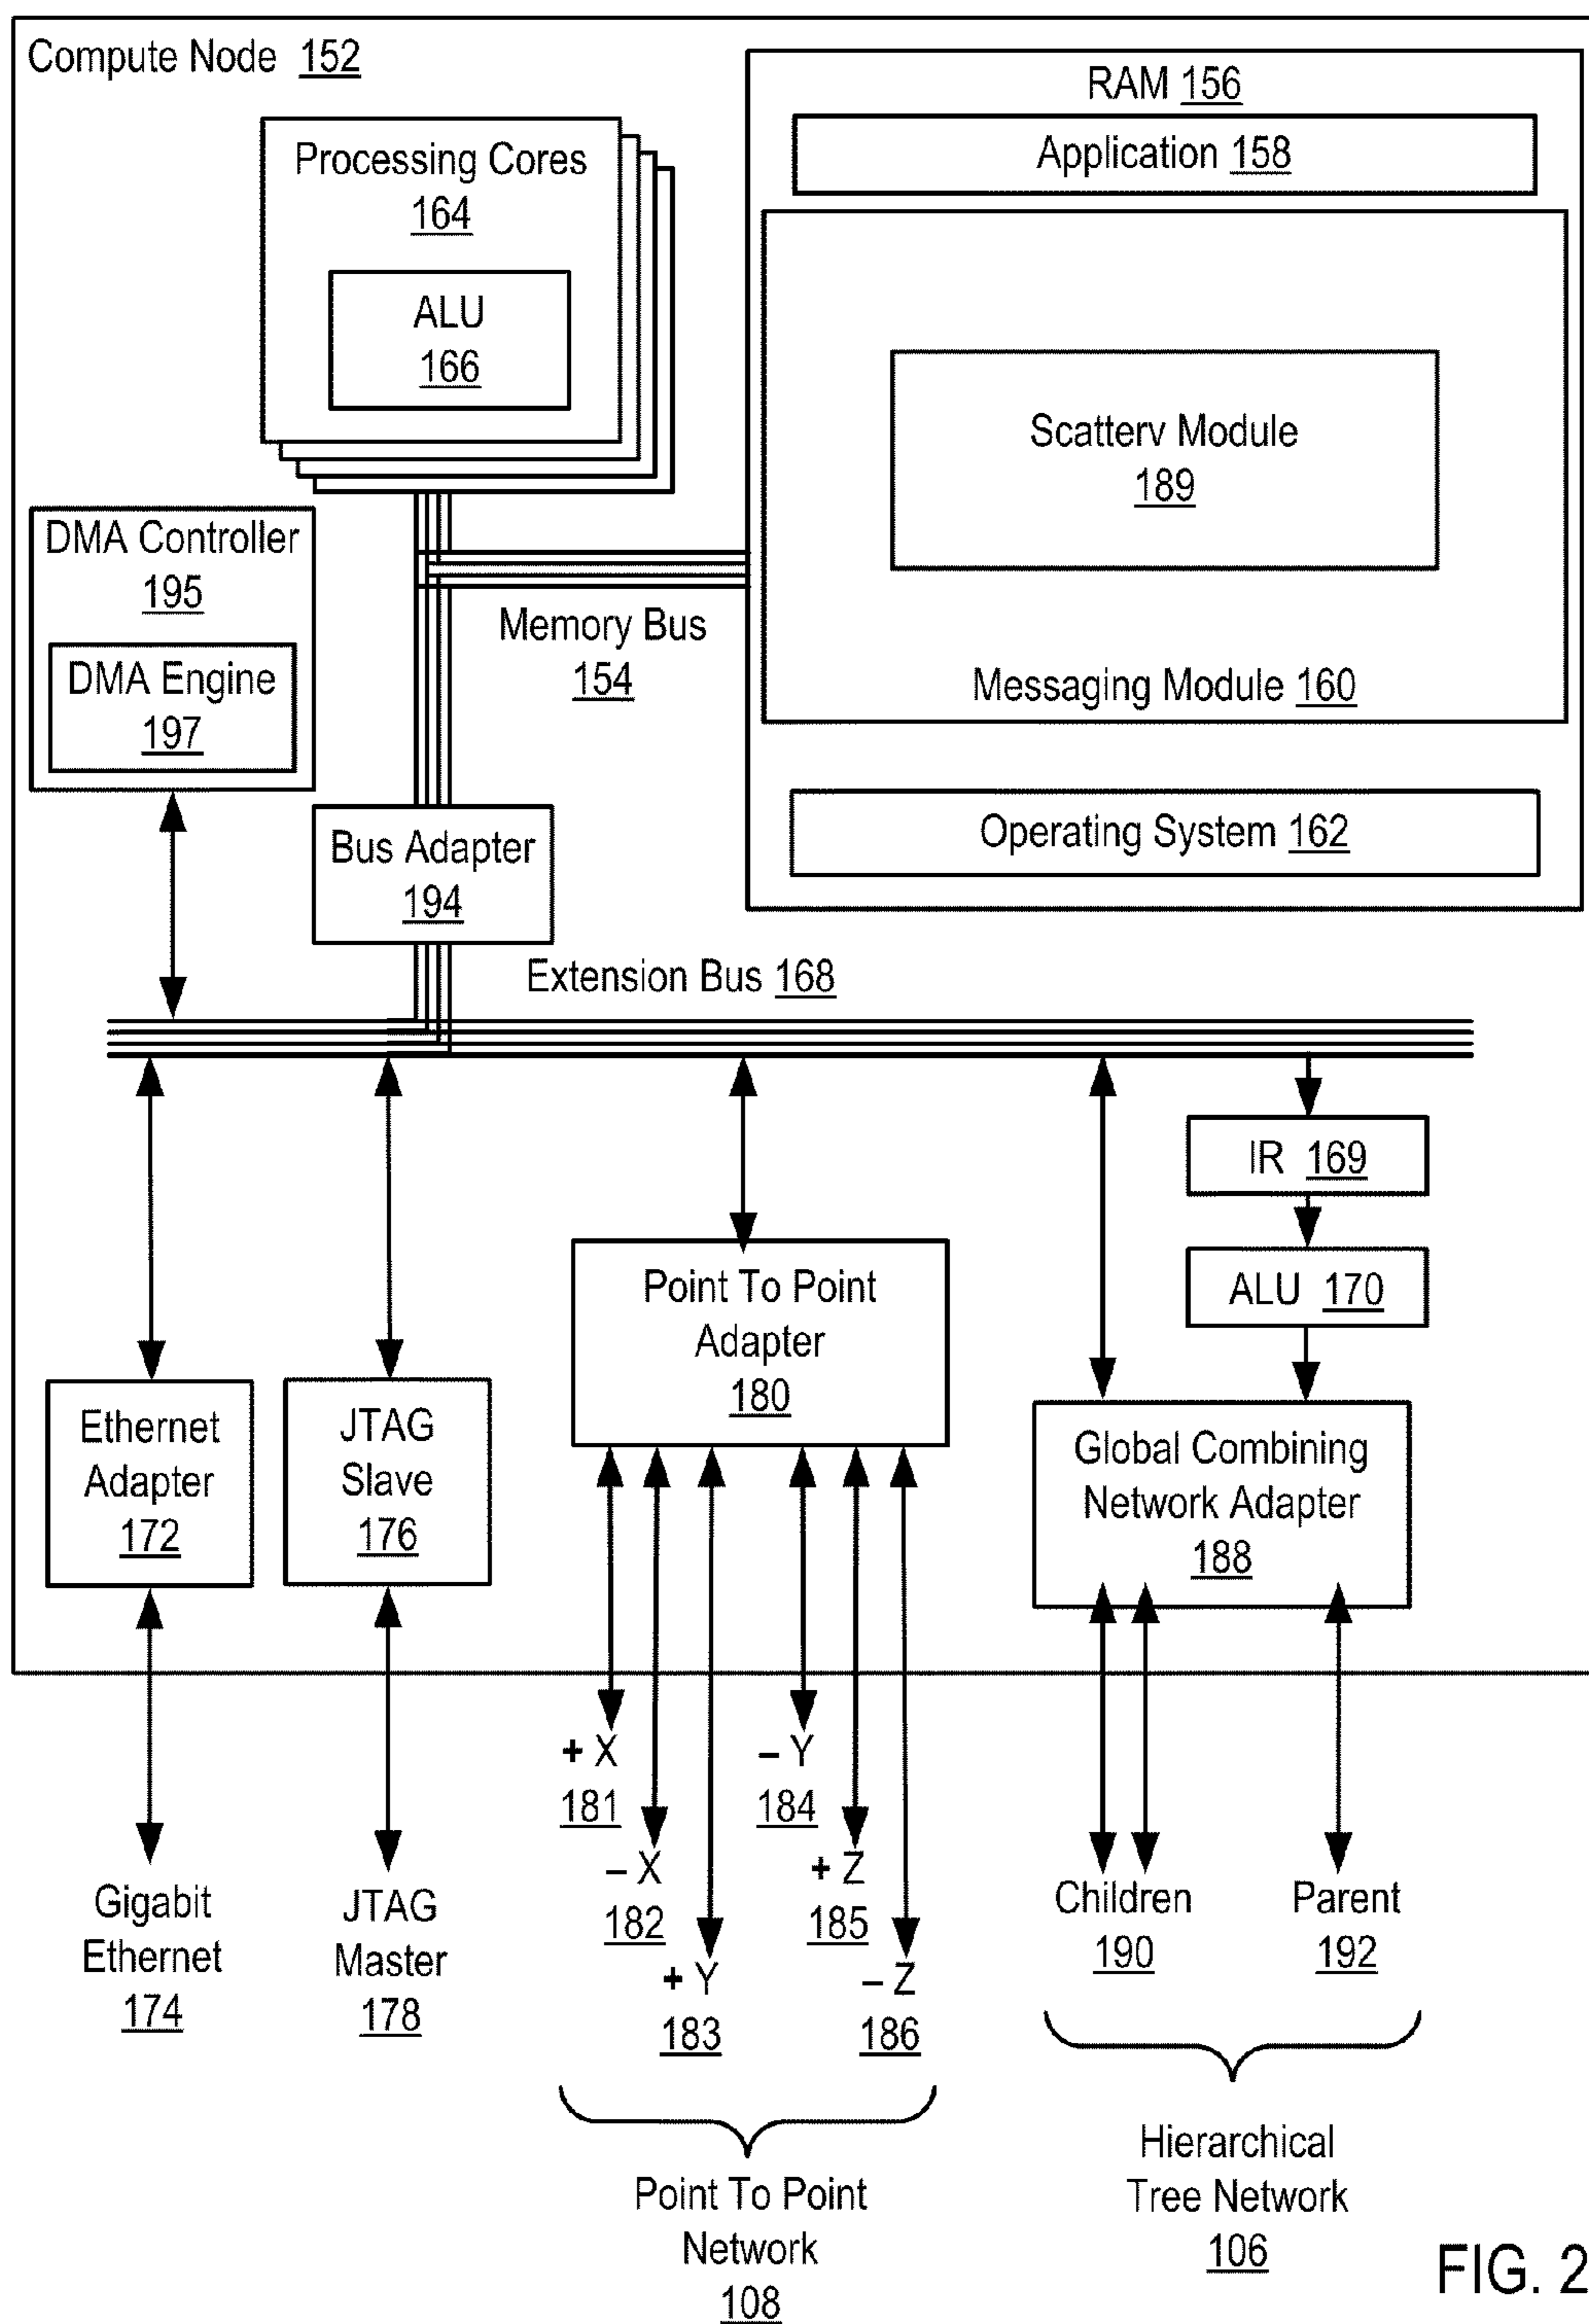 Compute Node 152
RAM 156
Application 158
Processing Cores
164
ALU
166
Scatterv Module
189
Messaging Module 160
Operating System 162
DMA Controller
195
DMA Engine
197
Memory Bus
154
Bus Adapter
194
Extension Bus 168
IR 169
ALU 170
Point To Point
Adapter
180
Ethernet
Adapter
172
JTAG
Slave
176
Global Combining
Network Adapter
188
+ X
181
– X
182
+ Y
183
– Y
184
+ Z
185
– Z
186
Gigabit
Ethernet
174
JTAG
Master
178
Children
190
Parent
192
Point To Point
Network
108
Hierarchical
Tree Network
106
FIG. 2